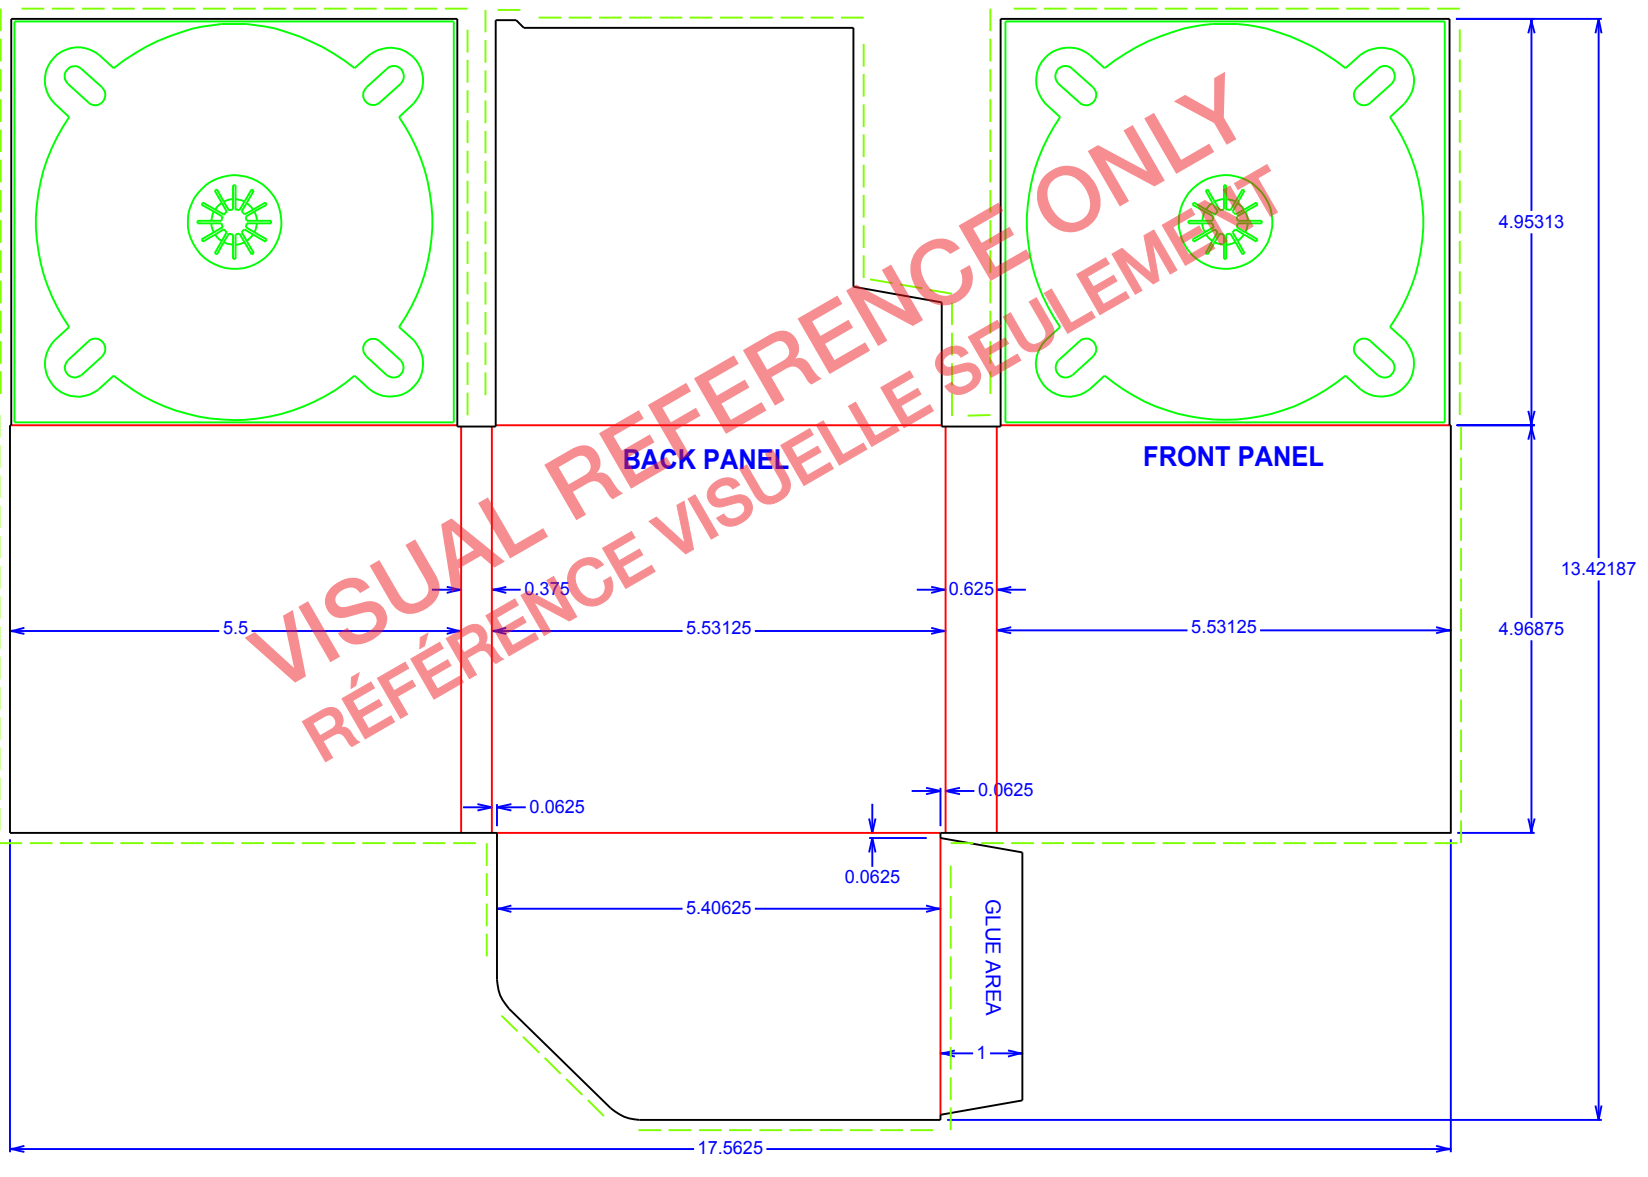 4.95313
VISUAL REFERENCE ONLY
RÉFÉRENCE VISUELLE SEULEMENT
BACK PANEL
FRONT PANEL
13.42187
0.375
0.625
5.5
5.53125
5.53125
4.96875
0.0625
0.0625
0.0625
5.40625
GLUE AREA
1
17.5625